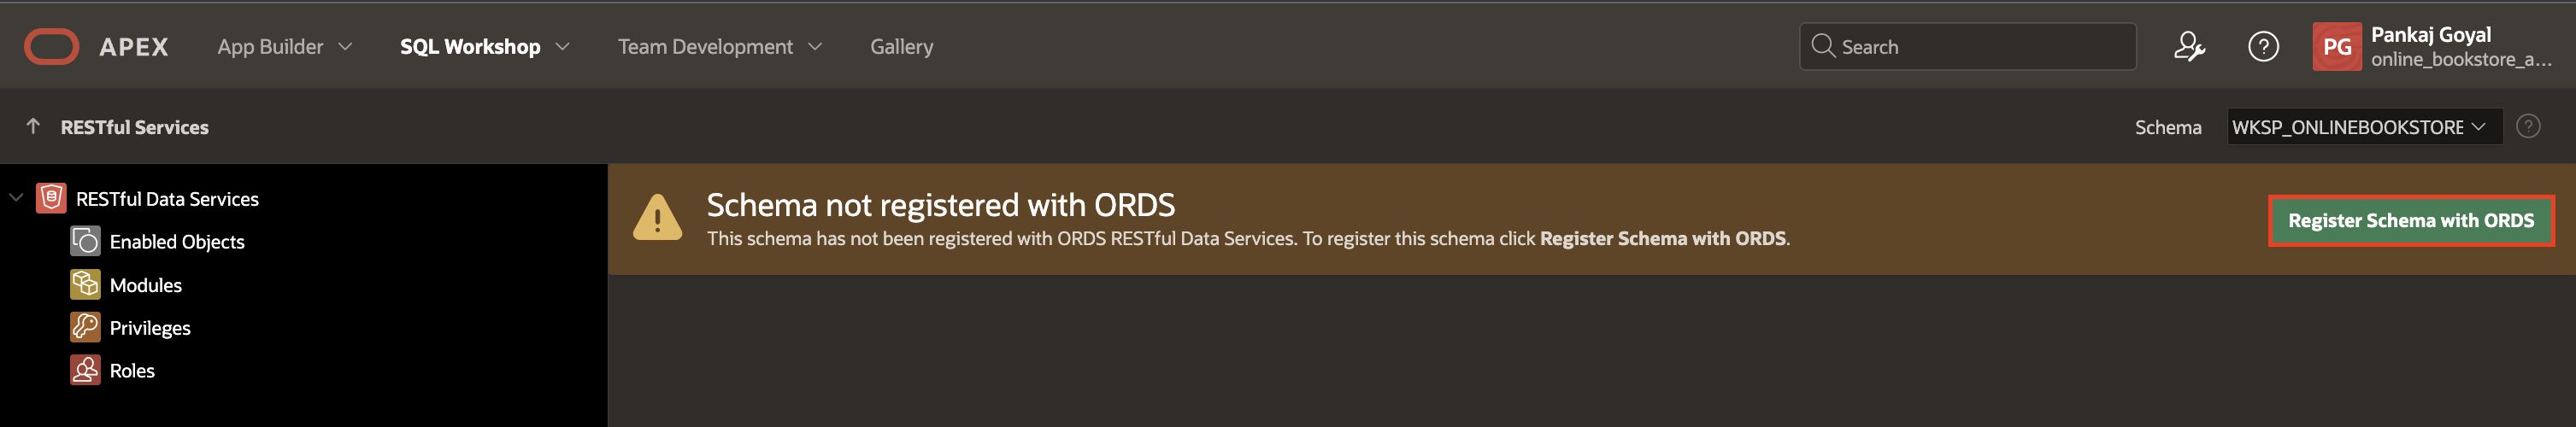 APEX App Builder SQL Workshop Team Development Gallery Search PG Pankaj Goyal
online_bookstore_a...
RESTful Services Schema WKSP_ONLINEBOOKSTORE
RESTful Data Services
Enabled Objects
Modules
Privileges
Roles
Schema not registered with ORDS
This schema has not been registered with ORDS RESTful Data Services. To register this schema click Register Schema with ORDS.
Register Schema with ORDS